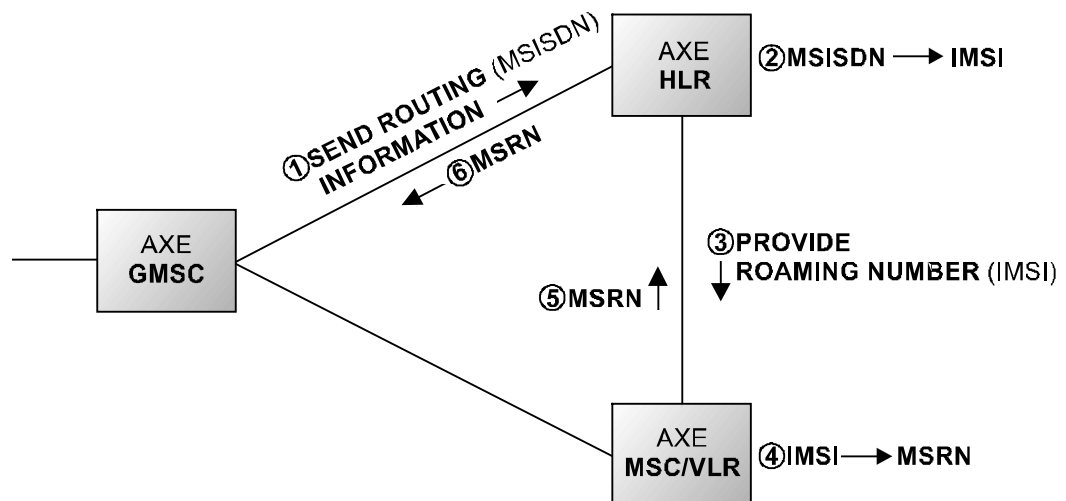 ①SEND ROUTING (MSISDN)
INFORMATION
⑥MSRN
AXE
HLR
②MSISDN → IMSI
AXE
GMSC
③PROVIDE
ROAMING NUMBER (IMSI)
⑤MSRN
AXE
MSC/VLR
④IMSI → MSRN